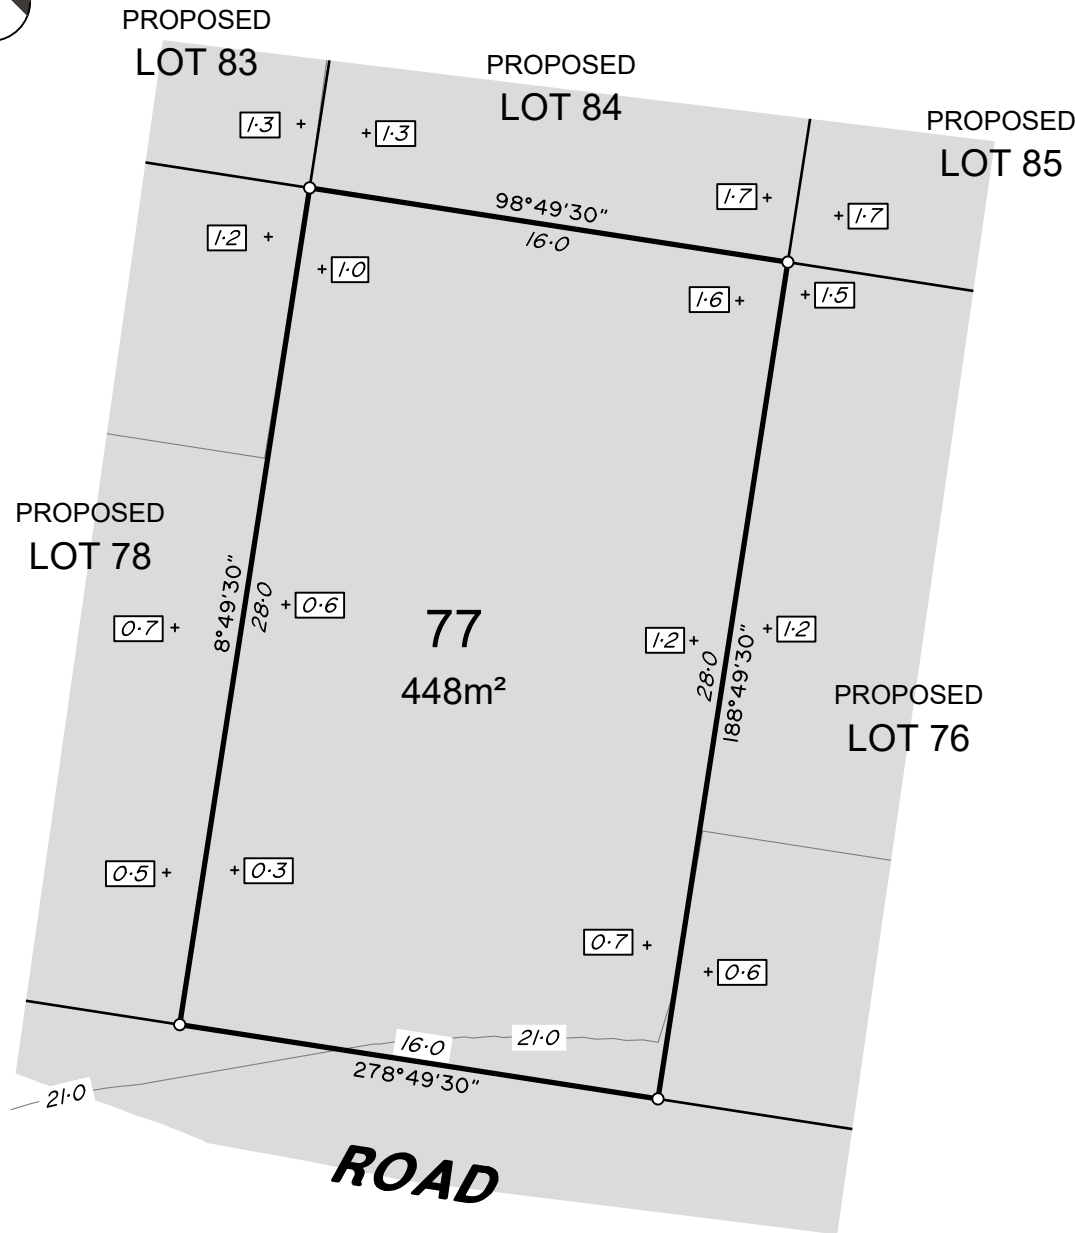 PROPOSED
LOT 83
PROPOSED
LOT 84
PROPOSED
LOT 85
1·3
1·3
1·7
1·7
98°49'30"
16·0
1·2
1·0
1·6
1·5
PROPOSED
LOT 78
8°49'30"
28·0
0·6
0·7
77
448m²
1·2
1·2
28·0
188°49'30"
PROPOSED
LOT 76
0·5
0·3
0·7
0·6
16·0
21·0
278°49'30"
21·0
ROAD